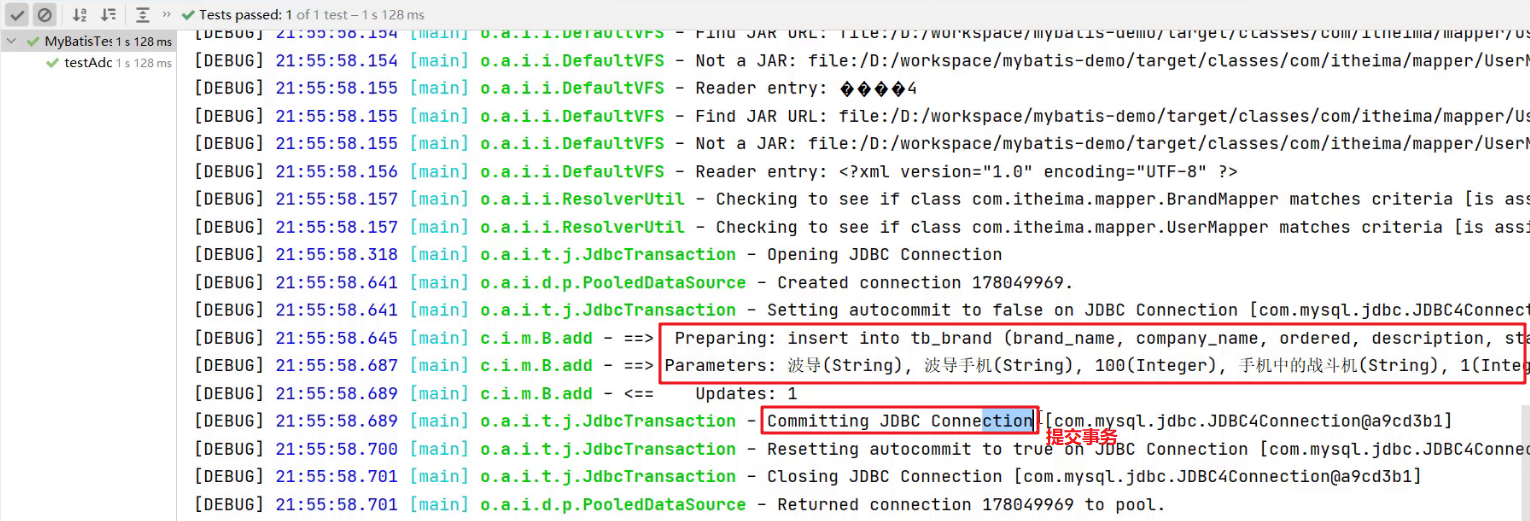 Tests passed: 1 of 1 test – 1 s 128 ms
MyBatisTes 1 s 128 ms
testAdd 1 s 128 ms
[DEBUG] 21:55:58.154 [main] o.a.i.i.DefaultVFS - Find JAR URL: file:/D:/workspace/mybatis-demo/target/classes/com/itheima/mapper
[DEBUG] 21:55:58.154 [main] o.a.i.i.DefaultVFS - Not a JAR: file:/D:/workspace/mybatis-demo/target/classes/com/itheima/mapper/UserM
[DEBUG] 21:55:58.155 [main] o.a.i.i.DefaultVFS - Reader entry: ����4
[DEBUG] 21:55:58.155 [main] o.a.i.i.DefaultVFS - Find JAR URL: file:/D:/workspace/mybatis-demo/target/classes/com/itheima/mapper/Us
[DEBUG] 21:55:58.155 [main] o.a.i.i.DefaultVFS - Not a JAR: file:/D:/workspace/mybatis-demo/target/classes/com/itheima/mapper/UserM
[DEBUG] 21:55:58.156 [main] o.a.i.i.DefaultVFS - Reader entry: <?xml version="1.0" encoding="UTF-8" ?>
[DEBUG] 21:55:58.157 [main] o.a.i.i.ResolverUtil - Checking to see if class com.itheima.mapper.BrandMapper matches criteria [is ass
[DEBUG] 21:55:58.157 [main] o.a.i.i.ResolverUtil - Checking to see if class com.itheima.mapper.UserMapper matches criteria [is assi
[DEBUG] 21:55:58.318 [main] o.a.i.t.j.JdbcTransaction - Opening JDBC Connection
[DEBUG] 21:55:58.641 [main] o.a.i.d.p.PooledDataSource - Created connection 178049969.
[DEBUG] 21:55:58.641 [main] o.a.i.t.j.JdbcTransaction - Setting autocommit to false on JDBC Connection [com.mysql.jdbc.JDBC4Connect
[DEBUG] 21:55:58.645 [main] c.i.m.B.add - ==> Preparing: insert into tb_brand (brand_name, company_name, ordered, description, sta
[DEBUG] 21:55:58.687 [main] c.i.m.B.add - ==> Parameters: 波导(String), 波导手机(String), 100(Integer), 手机中的战斗机(String), 1(Integ
[DEBUG] 21:55:58.689 [main] c.i.m.B.add - <== Updates: 1
[DEBUG] 21:55:58.689 [main] o.a.i.t.j.JdbcTransaction - Committing JDBC Connection [com.mysql.jdbc.JDBC4Connection@a9cd3b1]
提交事务
[DEBUG] 21:55:58.700 [main] o.a.i.t.j.JdbcTransaction - Resetting autocommit to true on JDBC Connection [com.mysql.jdbc.JDBC4Connec
[DEBUG] 21:55:58.701 [main] o.a.i.t.j.JdbcTransaction - Closing JDBC Connection [com.mysql.jdbc.JDBC4Connection@a9cd3b1]
[DEBUG] 21:55:58.701 [main] o.a.i.d.p.PooledDataSource - Returned connection 178049969 to pool.